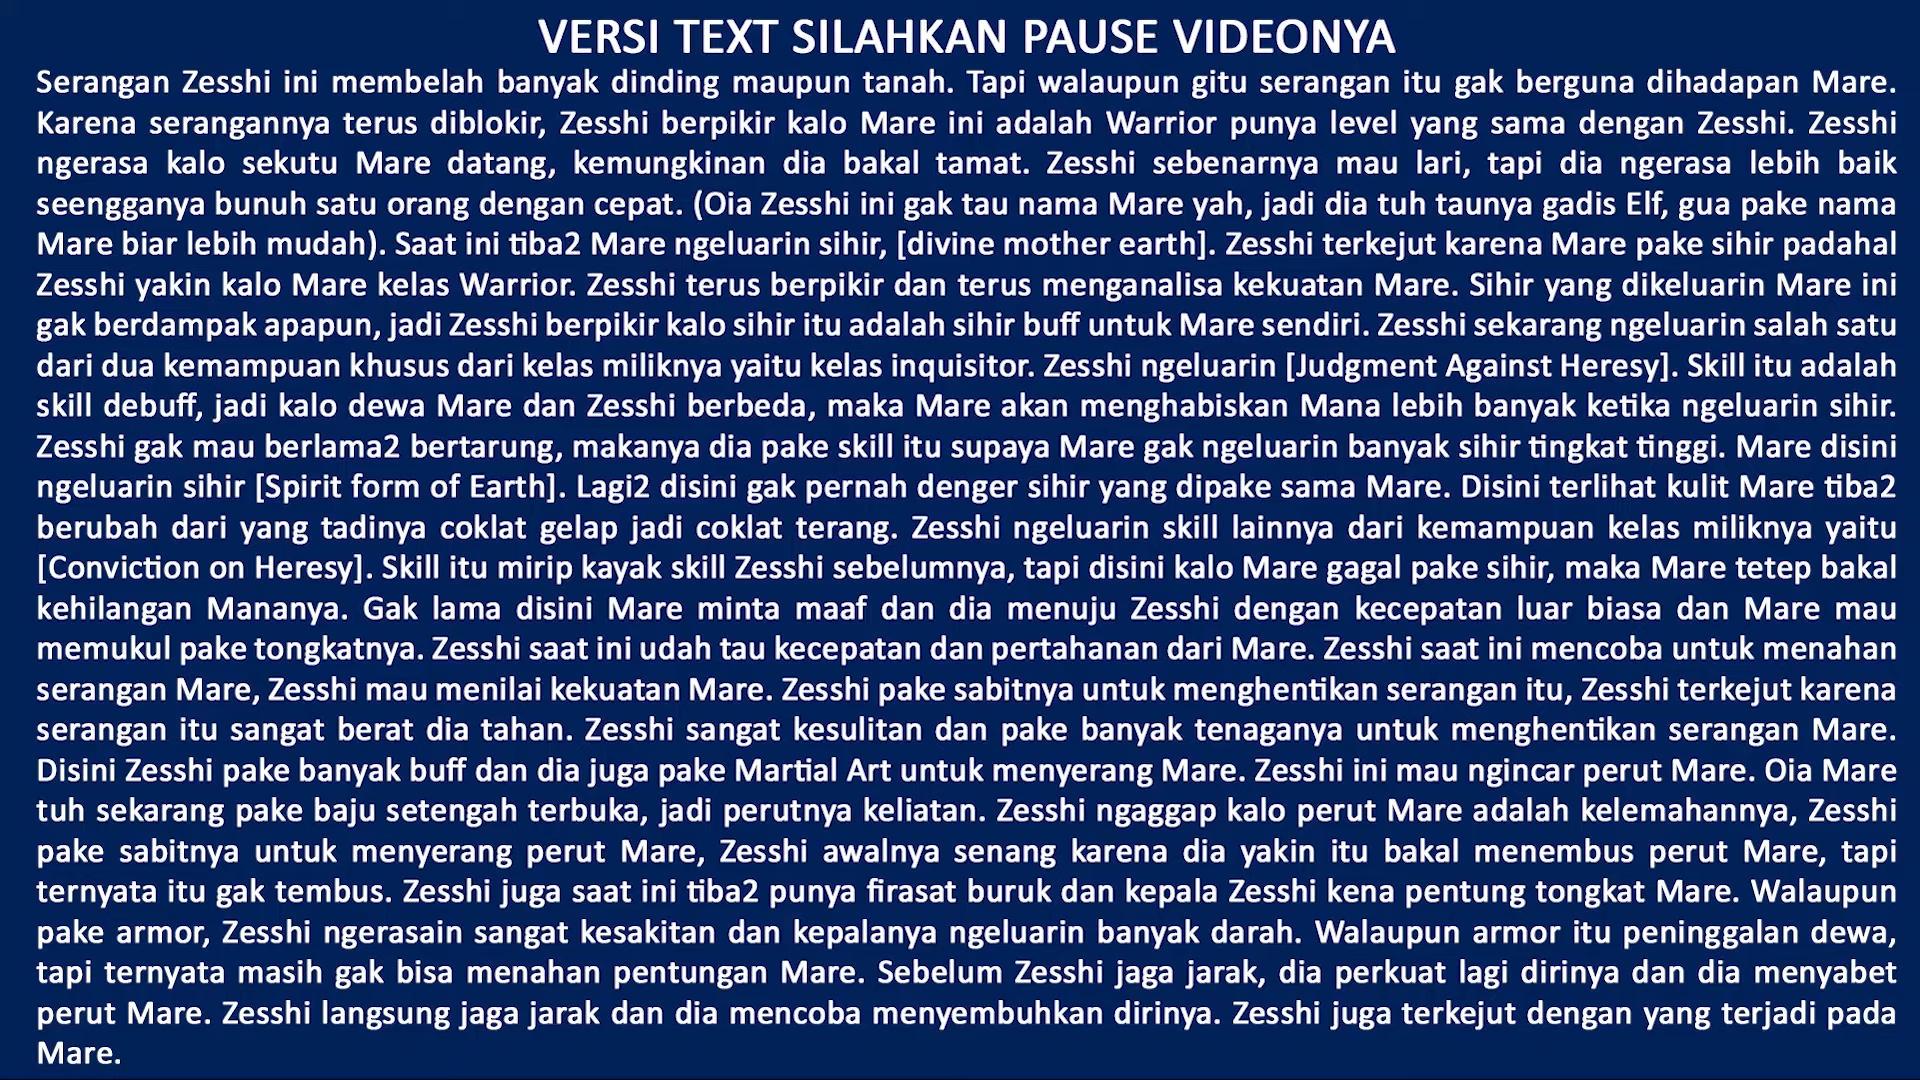 VERSI TEXT SILAHKAN PAUSE VIDEONYA
Serangan Zesshi ini membelah banyak dinding maupun tanah. Tapi walaupun gitu serangan itu gak berguna dihadapan Mare.
Karena serangannya terus diblokir, Zesshi berpikir kalo Mare ini adalah Warrior punya level yang sama dengan Zesshi. Zesshi
ngerasa kalo sekutu Mare datang, kemungkinan dia bakal tamat. Zesshi sebenarnya mau lari, tapi dia ngerasa lebih baik
seengganya bunuh satu orang dengan cepat. (Oia Zesshi ini gak tau nama Mare yah, jadi dia tuh taunya gadis Elf, gua pake nama
Mare biar lebih mudah). Saat ini tiba2 Mare ngeluarin sihir, [divine mother earth]. Zesshi terkejut karena Mare pake sihir padahal
Zesshi yakin kalo Mare kelas Warrior. Zesshi terus berpikir dan terus menganalisa kekuatan Mare. Sihir yang dikeluarin Mare ini
gak berdampak apapun, jadi Zesshi berpikir kalo sihir itu adalah sihir buff untuk Mare sendiri. Zesshi sekarang ngeluarin salah satu
dari dua kemampuan khusus dari kelas miliknya yaitu kelas inquisitor. Zesshi ngeluarin [Judgment Against Heresy]. Skill itu adalah
skill debuff, jadi kalo dewa Mare dan Zesshi berbeda, maka Mare akan menghabiskan Mana lebih banyak ketika ngeluarin sihir.
Zesshi gak mau berlama2 bertarung, makanya dia pake skill itu supaya Mare gak ngeluarin banyak sihir tingkat tinggi. Mare disini
ngeluarin sihir [Spirit form of Earth]. Lagi2 disini gak pernah denger sihir yang dipake sama Mare. Disini terlihat kulit Mare tiba2
berubah dari yang tadinya coklat gelap jadi coklat terang. Zesshi ngeluarin skill lainnya dari kemampuan kelas miliknya yaitu
[Conviction on Heresy]. Skill itu mirip kayak skill Zesshi sebelumnya, tapi disini kalo Mare gagal pake sihir, maka Mare tetep bakal
kehilangan Mananya. Gak lama disini Mare minta maaf dan dia menuju Zesshi dengan kecepatan luar biasa dan Mare mau
memukul pake tongkatnya. Zesshi saat ini udah tau kecepatan dan pertahanan dari Mare. Zesshi saat ini mencoba untuk menahan
serangan Mare, Zesshi mau menilai kekuatan Mare. Zesshi pake sabitnya untuk menghentikan serangan itu, Zesshi terkejut karena
serangan itu sangat berat dia tahan. Zesshi sangat kesulitan dan pake banyak tenaganya untuk menghentikan serangan Mare.
Disini Zesshi pake banyak buff dan dia juga pake Martial Art untuk menyerang Mare. Zesshi ini mau ngincar perut Mare. Oia Mare
tuh sekarang pake baju setengah terbuka, jadi perutnya keliatan. Zesshi ngaggap kalo perut Mare adalah kelemahannya, Zesshi
pake sabitnya untuk menyerang perut Mare, Zesshi awalnya senang karena dia yakin itu bakal menembus perut Mare, tapi
ternyata itu gak tembus. Zesshi juga saat ini tiba2 punya firasat buruk dan kepala Zesshi kena pentung tongkat Mare. Walaupun
pake armor, Zesshi ngerasain sangat kesakitan dan kepalanya ngeluarin banyak darah. Walaupun armor itu peninggalan dewa,
tapi ternyata masih gak bisa menahan pentungan Mare. Sebelum Zesshi jaga jarak, dia perkuat lagi dirinya dan dia menyabet
perut Mare. Zesshi langsung jaga jarak dan dia mencoba menyembuhkan dirinya. Zesshi juga terkejut dengan yang terjadi pada
Mare.